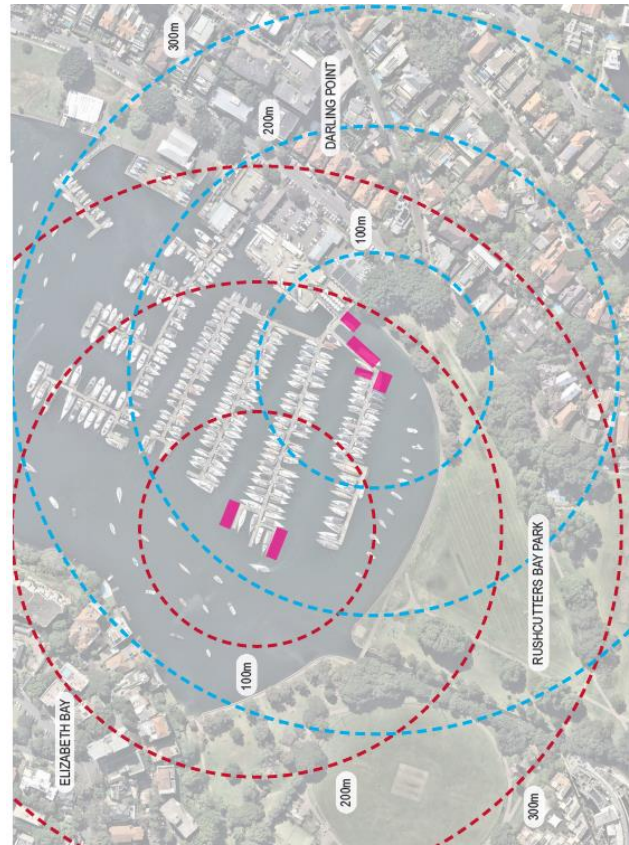 300m
200m
DARLING POINT
100m
100m
ELIZABETH BAY
200m
300m
RUSHCUTTERS BAY PARK